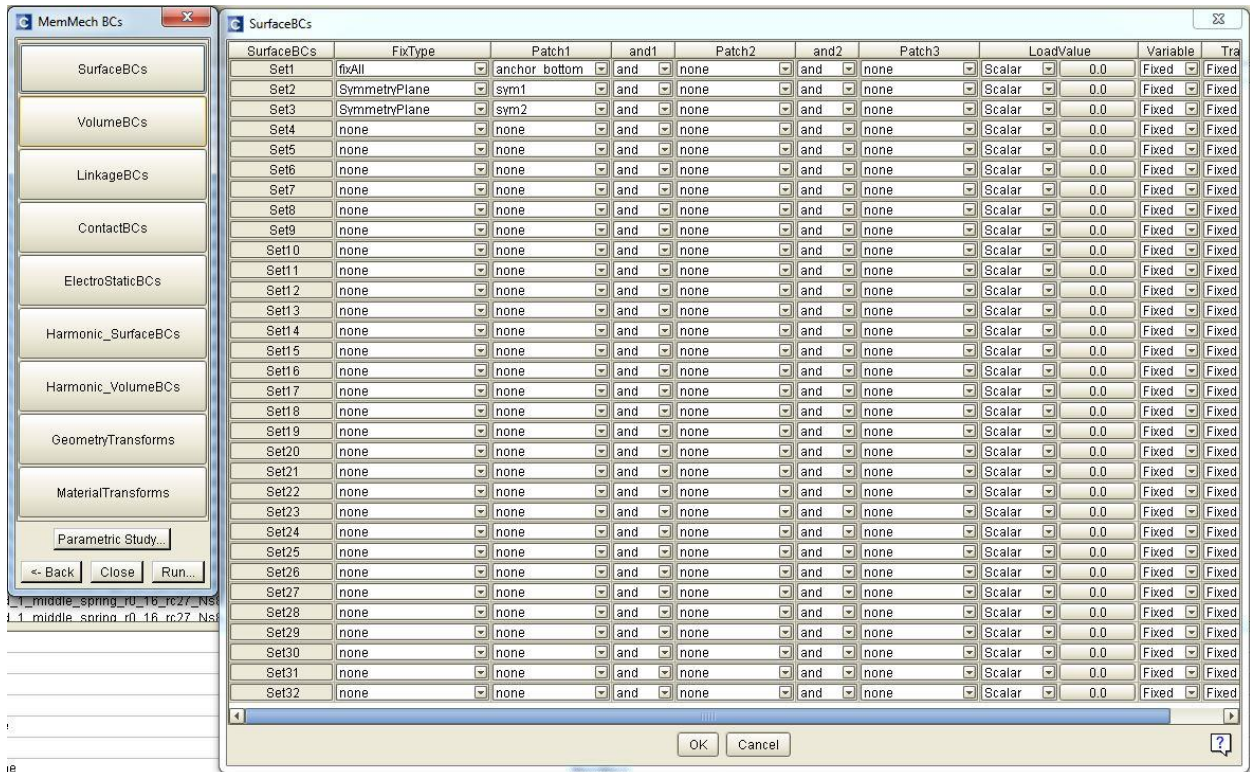 MemMech BCs
SurfaceBCs
VolumeBCs
LinkageBCs
ContactBCs
ElectroStaticBCs
Harmonic_SurfaceBCs
Harmonic_VolumeBCs
GeometryTransforms
MaterialTransforms
Parametric Study...
<- Back Close Run...
_1_middle_spring_r0_16_rc27_Ns
1_middle_spring_r0_16_rc27_Ns
SurfaceBCs
SurfaceBCs FixType Patch1 and1 Patch2 and2 Patch3 LoadValue Variable Tra
Set1 fixAll anchor_bottom and none and none Scalar 0.0 Fixed Fixed
Set2 SymmetryPlane sym1 and none and none Scalar 0.0 Fixed Fixed
Set3 SymmetryPlane sym2 and none and none Scalar 0.0 Fixed Fixed
Set4 none none and none and none Scalar 0.0 Fixed Fixed
Set5 none none and none and none Scalar 0.0 Fixed Fixed
Set6 none none and none and none Scalar 0.0 Fixed Fixed
Set7 none none and none and none Scalar 0.0 Fixed Fixed
Set8 none none and none and none Scalar 0.0 Fixed Fixed
Set9 none none and none and none Scalar 0.0 Fixed Fixed
Set10 none none and none and none Scalar 0.0 Fixed Fixed
Set11 none none and none and none Scalar 0.0 Fixed Fixed
Set12 none none and none and none Scalar 0.0 Fixed Fixed
Set13 none none and none and none Scalar 0.0 Fixed Fixed
Set14 none none and none and none Scalar 0.0 Fixed Fixed
Set15 none none and none and none Scalar 0.0 Fixed Fixed
Set16 none none and none and none Scalar 0.0 Fixed Fixed
Set17 none none and none and none Scalar 0.0 Fixed Fixed
Set18 none none and none and none Scalar 0.0 Fixed Fixed
Set19 none none and none and none Scalar 0.0 Fixed Fixed
Set20 none none and none and none Scalar 0.0 Fixed Fixed
Set21 none none and none and none Scalar 0.0 Fixed Fixed
Set22 none none and none and none Scalar 0.0 Fixed Fixed
Set23 none none and none and none Scalar 0.0 Fixed Fixed
Set24 none none and none and none Scalar 0.0 Fixed Fixed
Set25 none none and none and none Scalar 0.0 Fixed Fixed
Set26 none none and none and none Scalar 0.0 Fixed Fixed
Set27 none none and none and none Scalar 0.0 Fixed Fixed
Set28 none none and none and none Scalar 0.0 Fixed Fixed
Set29 none none and none and none Scalar 0.0 Fixed Fixed
Set30 none none and none and none Scalar 0.0 Fixed Fixed
Set31 none none and none and none Scalar 0.0 Fixed Fixed
Set32 none none and none and none Scalar 0.0 Fixed Fixed
OK Cancel